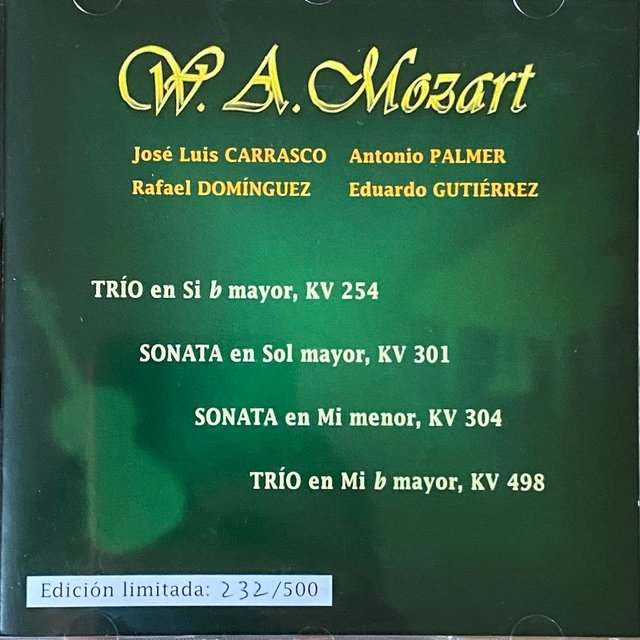 W. A. Mozart
José Luis CARRASCO Antonio PALMER
Rafael DOMÍNGUEZ Eduardo GUTIÉRREZ
TRÍO en Si b mayor, KV 254
SONATA en Sol mayor, KV 301
SONATA en Mi menor, KV 304
TRÍO en Mi b mayor, KV 498
Edición limitada: 232/500